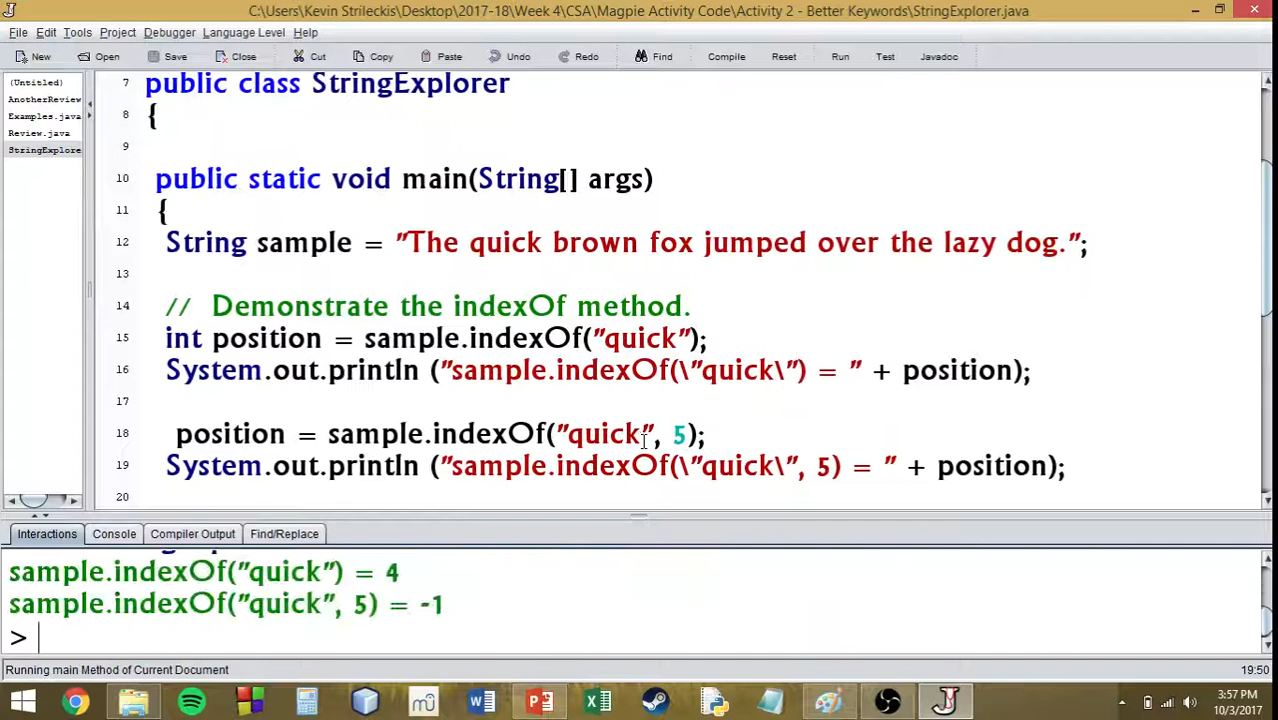 C:\Users\Kevin Strileckis\Desktop\2017-18\Week 4\CSA\Magpie Activity Code\Activity 2 - Better Keywords\StringExplorer.java
File Edit Tools Project Debugger Language Level Help
New Open Save Close Cut Copy Paste Undo Redo Find Compile Reset Run Test Javadoc
(Untitled)
AnotherReview
Examples.java
Review.java
StringExplore
7 public class StringExplorer
8 {
9
10 public static void main(String[] args)
11 {
12 String sample = "The quick brown fox jumped over the lazy dog.";
13
14 // Demonstrate the indexOf method.
15 int position = sample.indexOf("quick");
16 System.out.println ("sample.indexOf(\"quick\") = " + position);
17
18 position = sample.indexOf("quick", 5);
19 System.out.println ("sample.indexOf(\"quick\", 5) = " + position);
20
Interactions Console Compiler Output Find/Replace
sample.indexOf("quick") = 4
sample.indexOf("quick", 5) = -1
>
Running main Method of Current Document 19:50
3:57 PM
10/3/2017